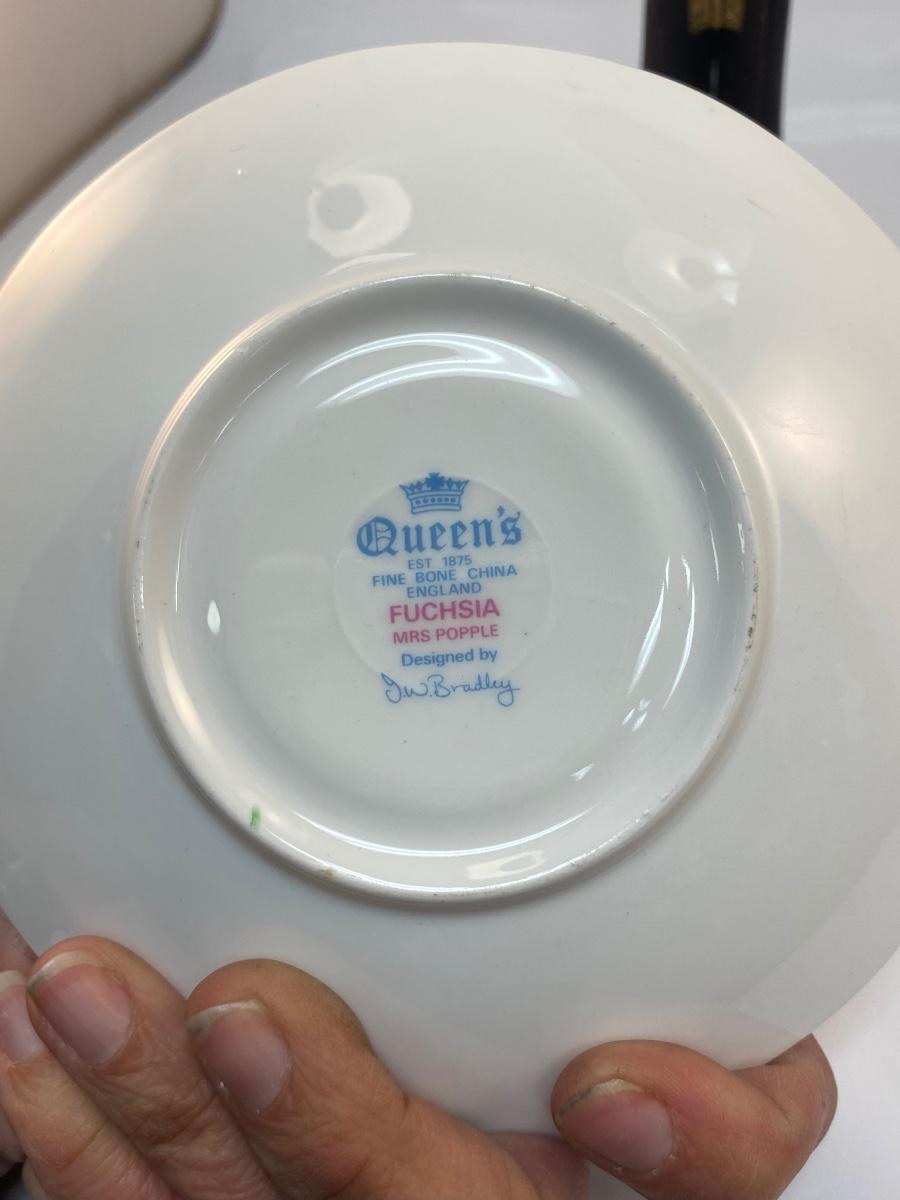 Queen's
EST 1875
FINE BONE CHINA
ENGLAND
FUCHSIA
MRS POPPLE
Designed by
J.W. Bradley